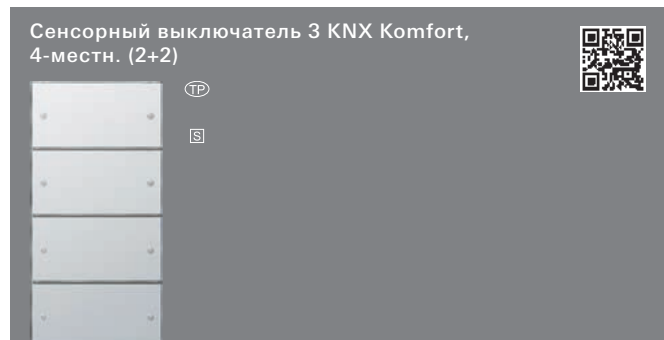 Сенсорный выключатель 3 KNX Komfort,
4-местн. (2+2)
TP
S